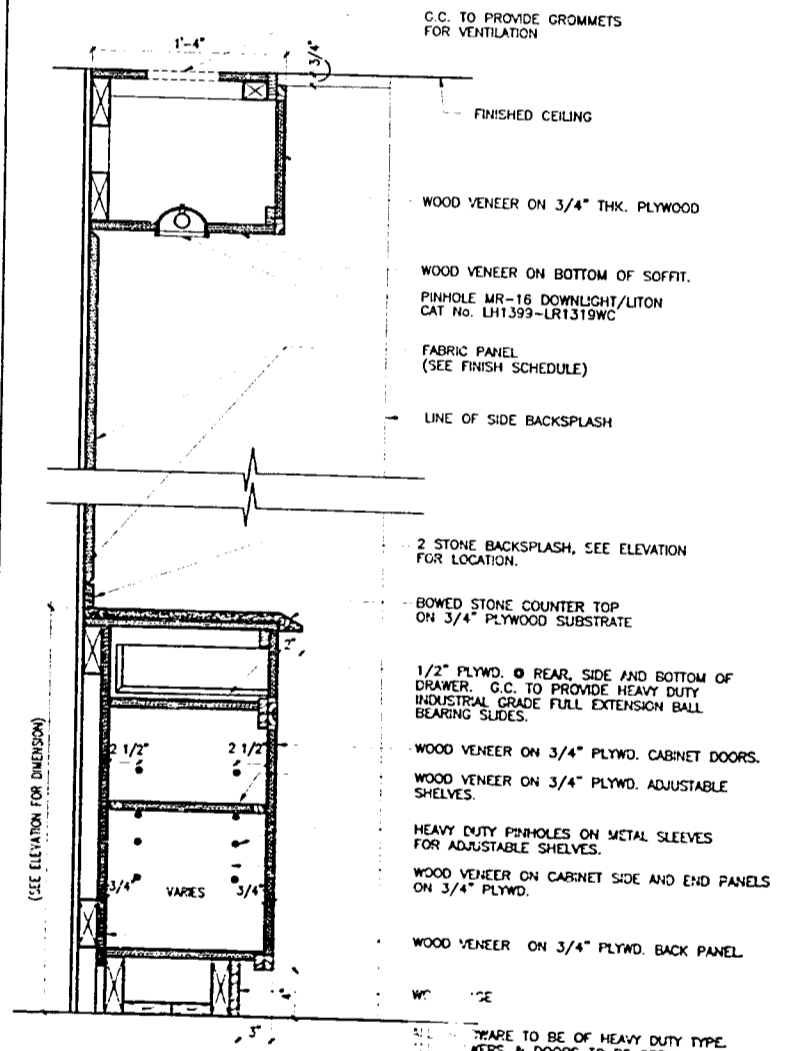 G.C. TO PROVIDE GROMMETS
FOR VENTILATION
1'-4"
3/4"
FINISHED CEILING
WOOD VENEER ON 3/4" THK. PLYWOOD
WOOD VENEER ON BOTTOM OF SOFFIT.
PINHOLE MR-16 DOWNLIGHT/LITON
CAT No. LH1399~LR1319WC
FABRIC PANEL
(SEE FINISH SCHEDULE)
LINE OF SIDE BACKSPLASH
2 STONE BACKSPLASH, SEE ELEVATION
FOR LOCATION.
BOWED STONE COUNTER TOP
ON 3/4" PLYWOOD SUBSTRATE
2"
1/2" PLYWD. @ REAR, SIDE AND BOTTOM OF
DRAWER. G.C. TO PROVIDE HEAVY DUTY
INDUSTRIAL GRADE FULL EXTENSION BALL
BEARING SLIDES.
2 1/2" 2 1/2"
WOOD VENEER ON 3/4" PLYWD. CABINET DOORS.
WOOD VENEER ON 3/4" PLYWD. ADJUSTABLE
SHELVES.
HEAVY DUTY PINHOLES ON METAL SLEEVES
FOR ADJUSTABLE SHELVES.
WOOD VENEER ON CABINET SIDE AND END PANELS
ON 3/4" PLYWD.
3/4" VARIES 3/4"
(SEE ELEVATION FOR DIMENSION)
WOOD VENEER ON 3/4" PLYWD. BACK PANEL
4"
3"
TO BE OF HEAVY DUTY TYPE.
& DOORS TO BE